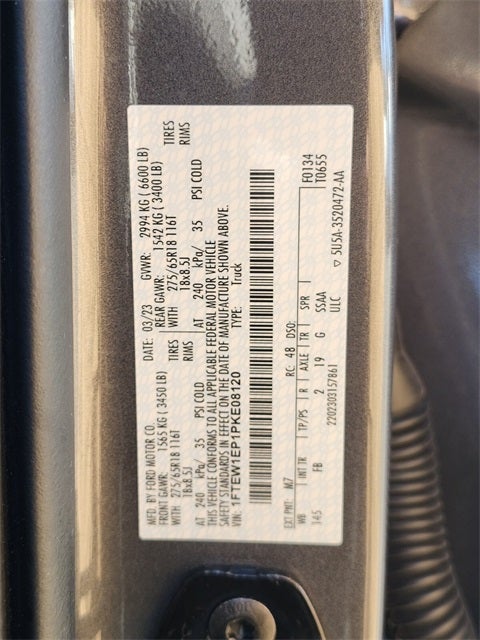 MFD. BY FORD MOTOR CO. DATE: 03/23 GVWR: 2994 KG (6600 LB)
FRONT GAWR: 1565 KG (3450 LB) REAR GAWR: 1542 KG (3400 LB)
WITH 275/65R18 116T TIRES WITH 275/65R18 116T TIRES
18x8.5J RIMS 18x8.5J RIMS
AT 240 kPa/ 35 PSI COLD AT 240 kPa/ 35 PSI COLD
THIS VEHICLE CONFORMS TO ALL APPLICABLE FEDERAL MOTOR VEHICLE
SAFETY STANDARDS IN EFFECT ON THE DATE OF MANUFACTURE SHOWN ABOVE.
VIN: 1FTEW1EP1PKE08120 TYPE: Truck
F0134
T0655
EXT PNT: M7 RC: 48 DSO:
WB INT TR TP/PS R AXLE TR SPR
145 FB 2 19 G SSAA
2202303157861 ULC 5U5A-3520472-AA